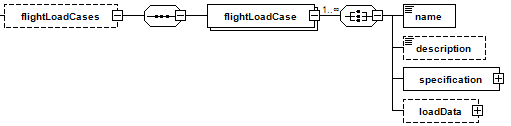 flightLoadCases
flightLoadCase
1..∞
name
description
specification
loadData